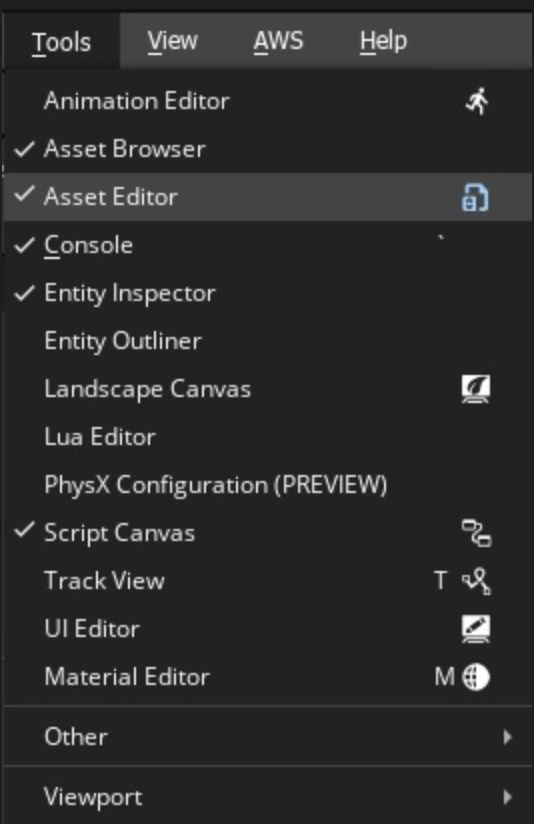 Tools View AWS Help
Animation Editor
Asset Browser
Asset Editor
Console `
Entity Inspector
Entity Outliner
Landscape Canvas
Lua Editor
PhysX Configuration (PREVIEW)
Script Canvas
Track View T
UI Editor
Material Editor M
Other
Viewport